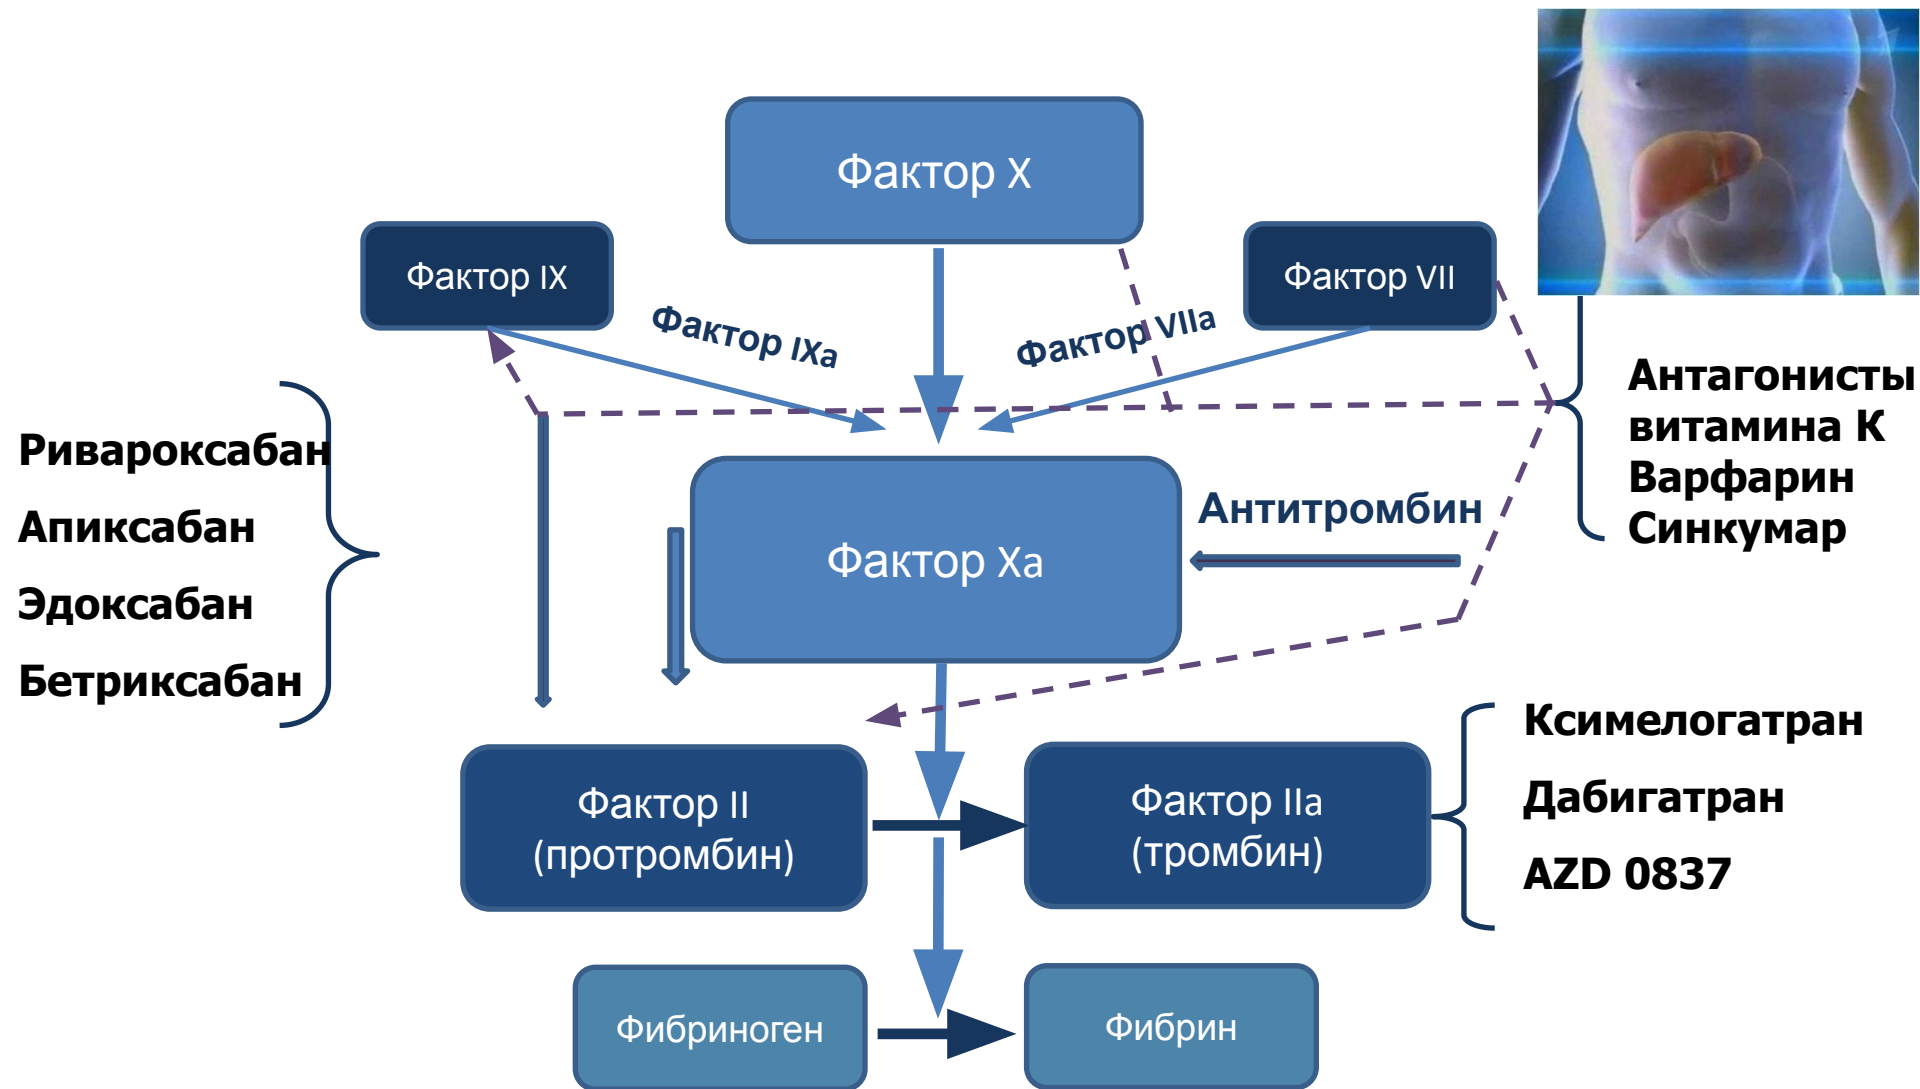 Фактор X
Фактор IX
Фактор VII
Фактор IXa
Фактор VIIa
Антагонисты
витамина К
Варфарин
Синкумар
Ривароксабан
Апиксабан
Эдоксабан
Бетриксабан
Антитромбин
Фактор Xa
Ксимелогатран
Дабигатран
AZD 0837
Фактор II
(протромбин)
Фактор IIa
(тромбин)
Фибриноген
Фибрин